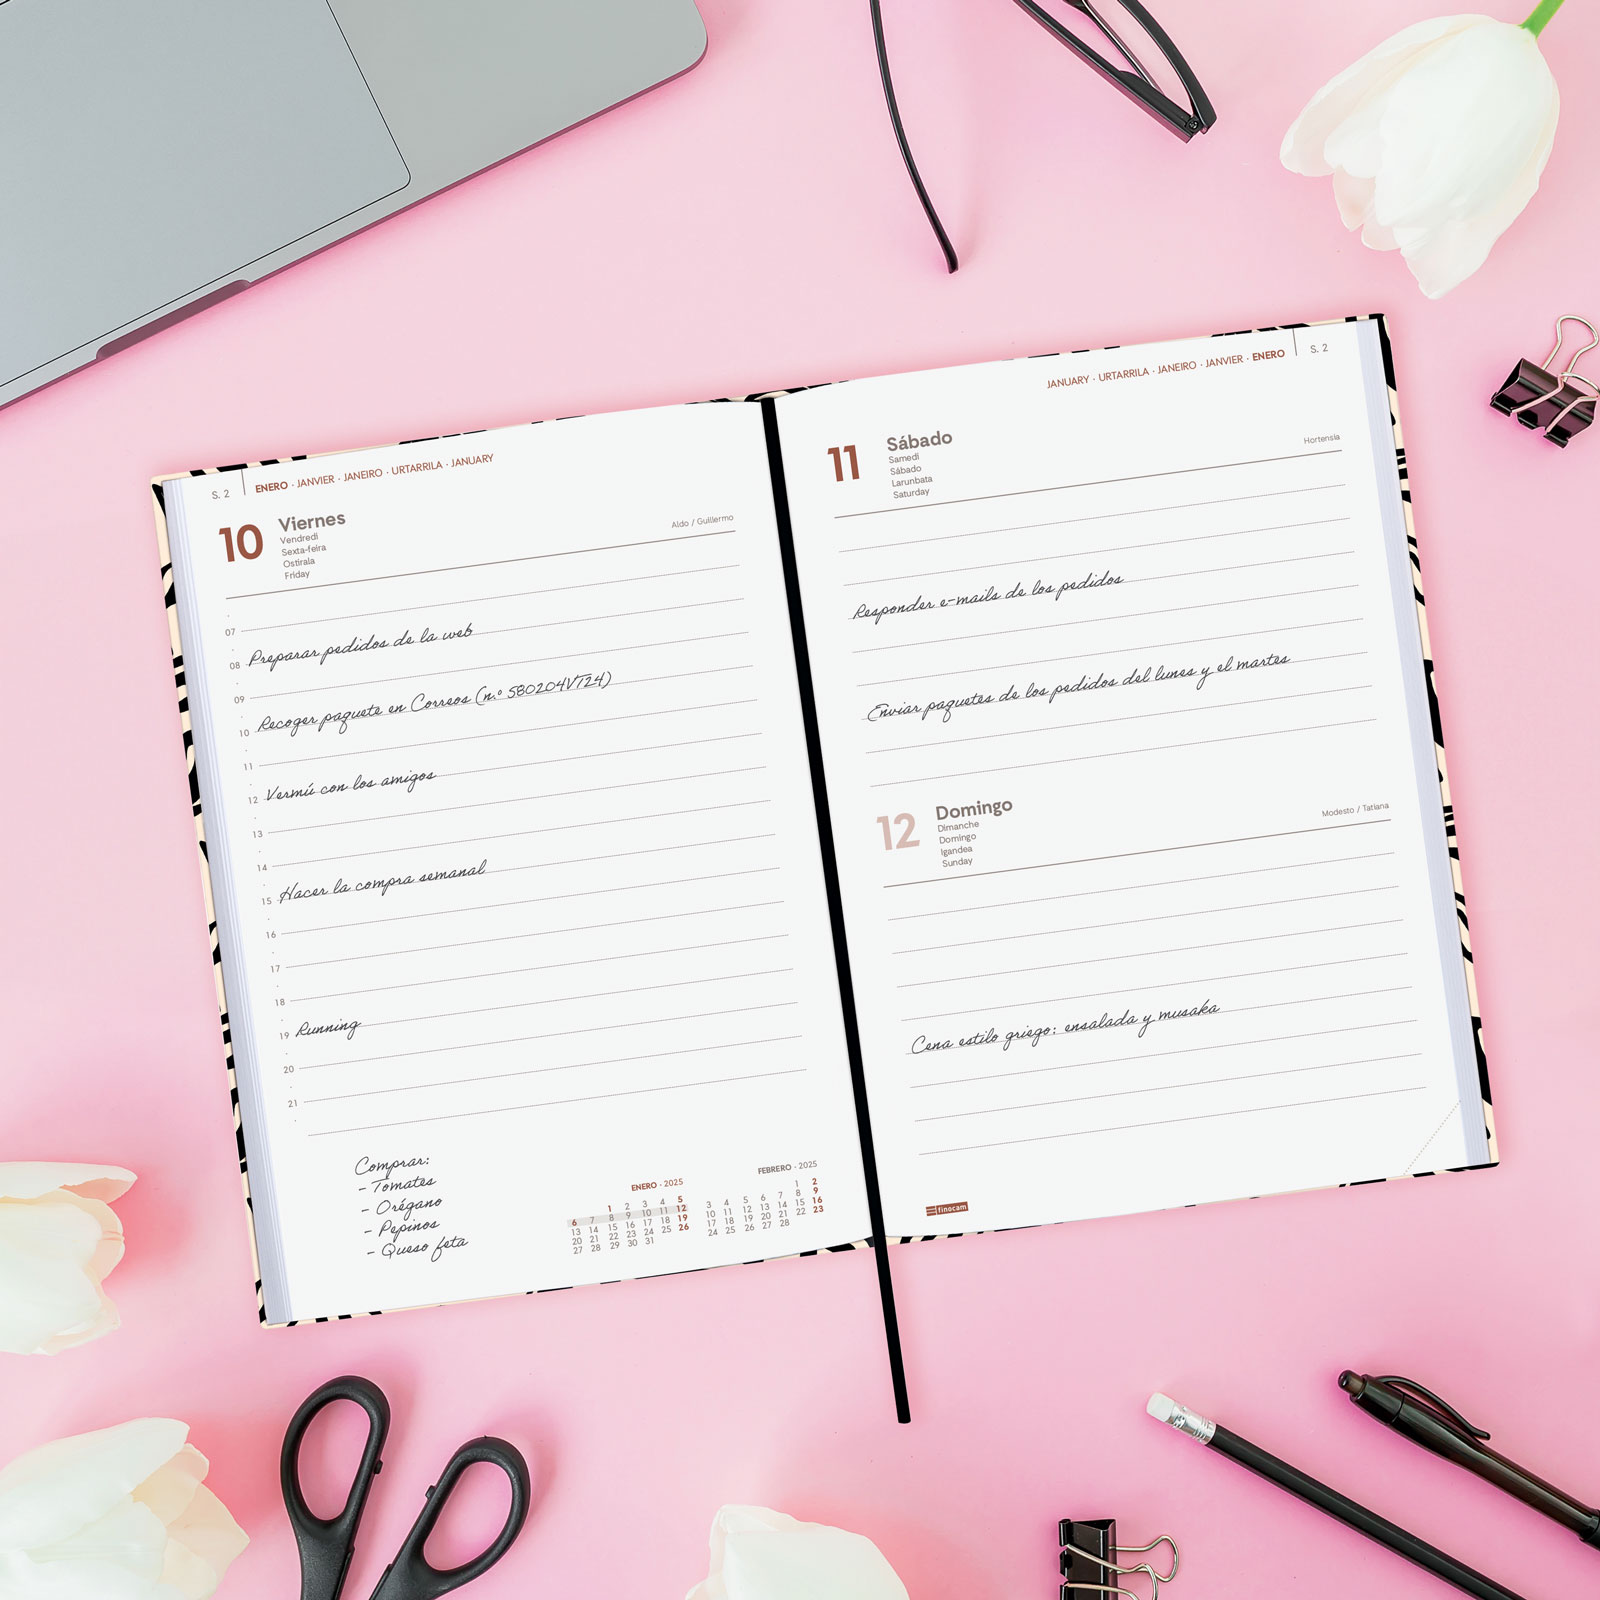 S. 2 ENERO · JANVIER · JANEIRO · URTARRILA · JANUARY
10 Viernes
Vendredi
Sexta-feira
Ostirala
Friday
Aldo / Guillermo
07
08 Preparar pedidos de la web
09
10 Recoger paquete en Correos (n.º 580204VT24)
11
12 Vermú con los amigos
13
14
15 Hacer la compra semanal
16
17
18
19 Running
20
21
Comprar:
- Tomates
- Orégano
- Pepinos
- Queso feta
ENERO · 2025
1 2 3 4 5
6 7 8 9 10 11 12
13 14 15 16 17 18 19
20 21 22 23 24 25 26
27 28 29 30 31
FEBRERO · 2025
1 2
3 4 5 6 7 8 9
10 11 12 13 14 15 16
17 18 19 20 21 22 23
24 25 26 27 28
JANUARY · URTARRILA · JANEIRO · JANVIER · ENERO S. 2
11 Sábado
Samedi
Sábado
Larunbata
Saturday
Hortensia
Responder e-mails de los pedidos
Enviar paquetes de los pedidos del lunes y el martes
12 Domingo
Dimanche
Domingo
Igandea
Sunday
Modesto / Tatiana
Cena estilo griego: ensalada y musaka
finocam